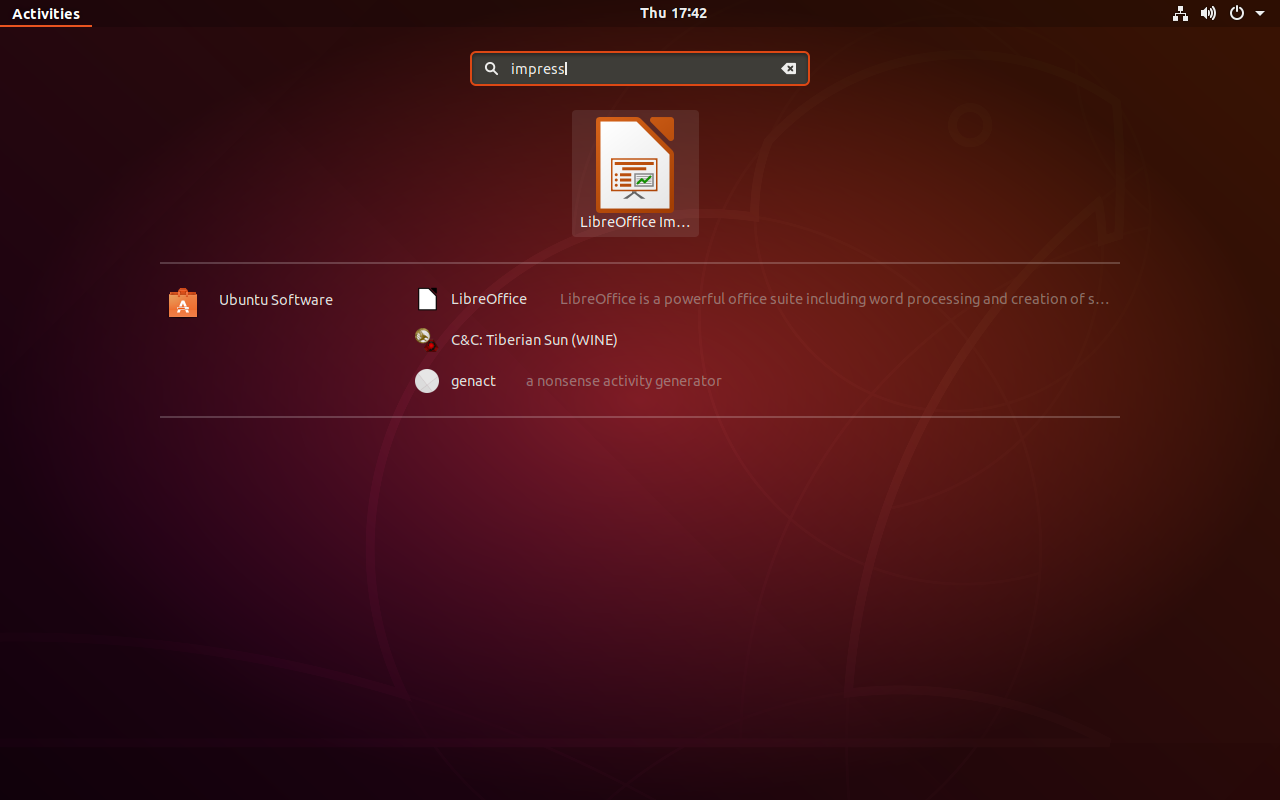 Activities
Thu 17:42
impress
LibreOffice Im…
Ubuntu Software
LibreOffice LibreOffice is a powerful office suite including word processing and creation of s…
C&C: Tiberian Sun (WINE)
genact a nonsense activity generator